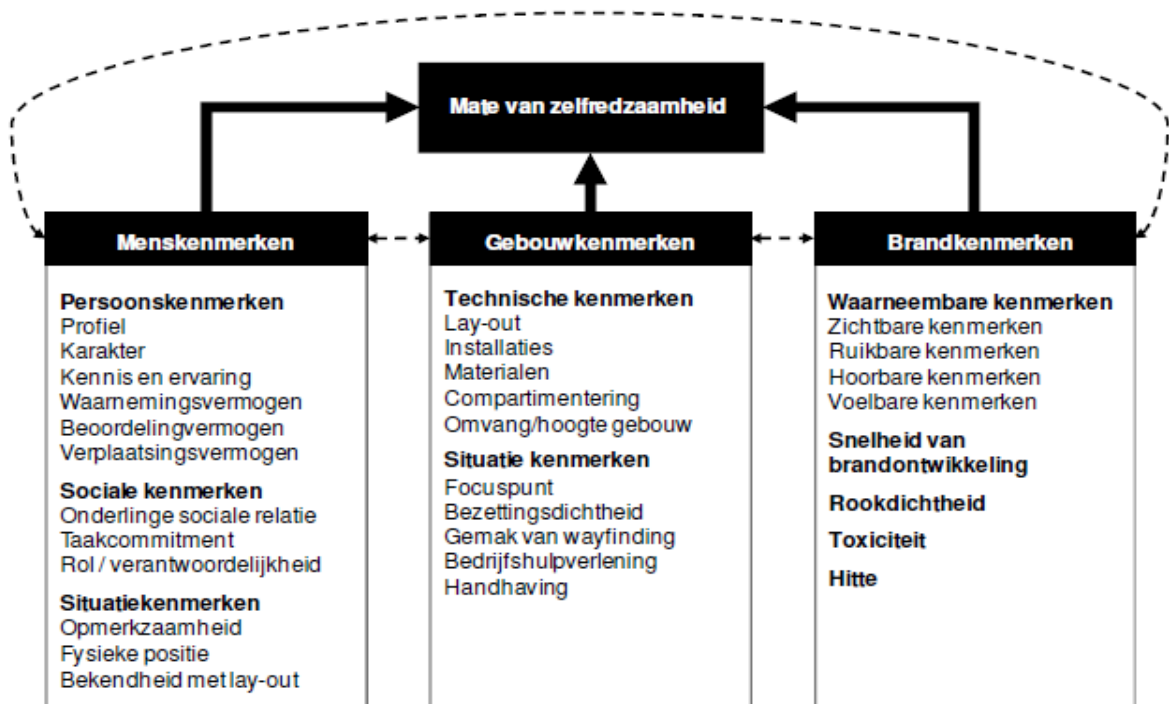 Mate van zelfredzaamheid
Menskenmerken
Persoonskenmerken
Profiel
Karakter
Kennis en ervaring
Waarnemingsvermogen
Beoordelingvermogen
Verplaatsingsvermogen
Sociale kenmerken
Onderlinge sociale relatie
Taakcommitment
Rol / verantwoordelijkheid
Situatiekenmerken
Opmerkzaamheid
Fysieke positie
Bekendheid met lay-out
Gebouwkenmerken
Technische kenmerken
Lay-out
Installaties
Materialen
Compartimentering
Omvang/hoogte gebouw
Situatie kenmerken
Focuspunt
Bezettingsdichtheid
Gemak van wayfinding
Bedrijfshulpverlening
Handhaving
Brandkenmerken
Waarneembare kenmerken
Zichtbare kenmerken
Ruikbare kenmerken
Hoorbare kenmerken
Voelbare kenmerken
Snelheid van
brandontwikkeling
Rookdichtheid
Toxiciteit
Hitte